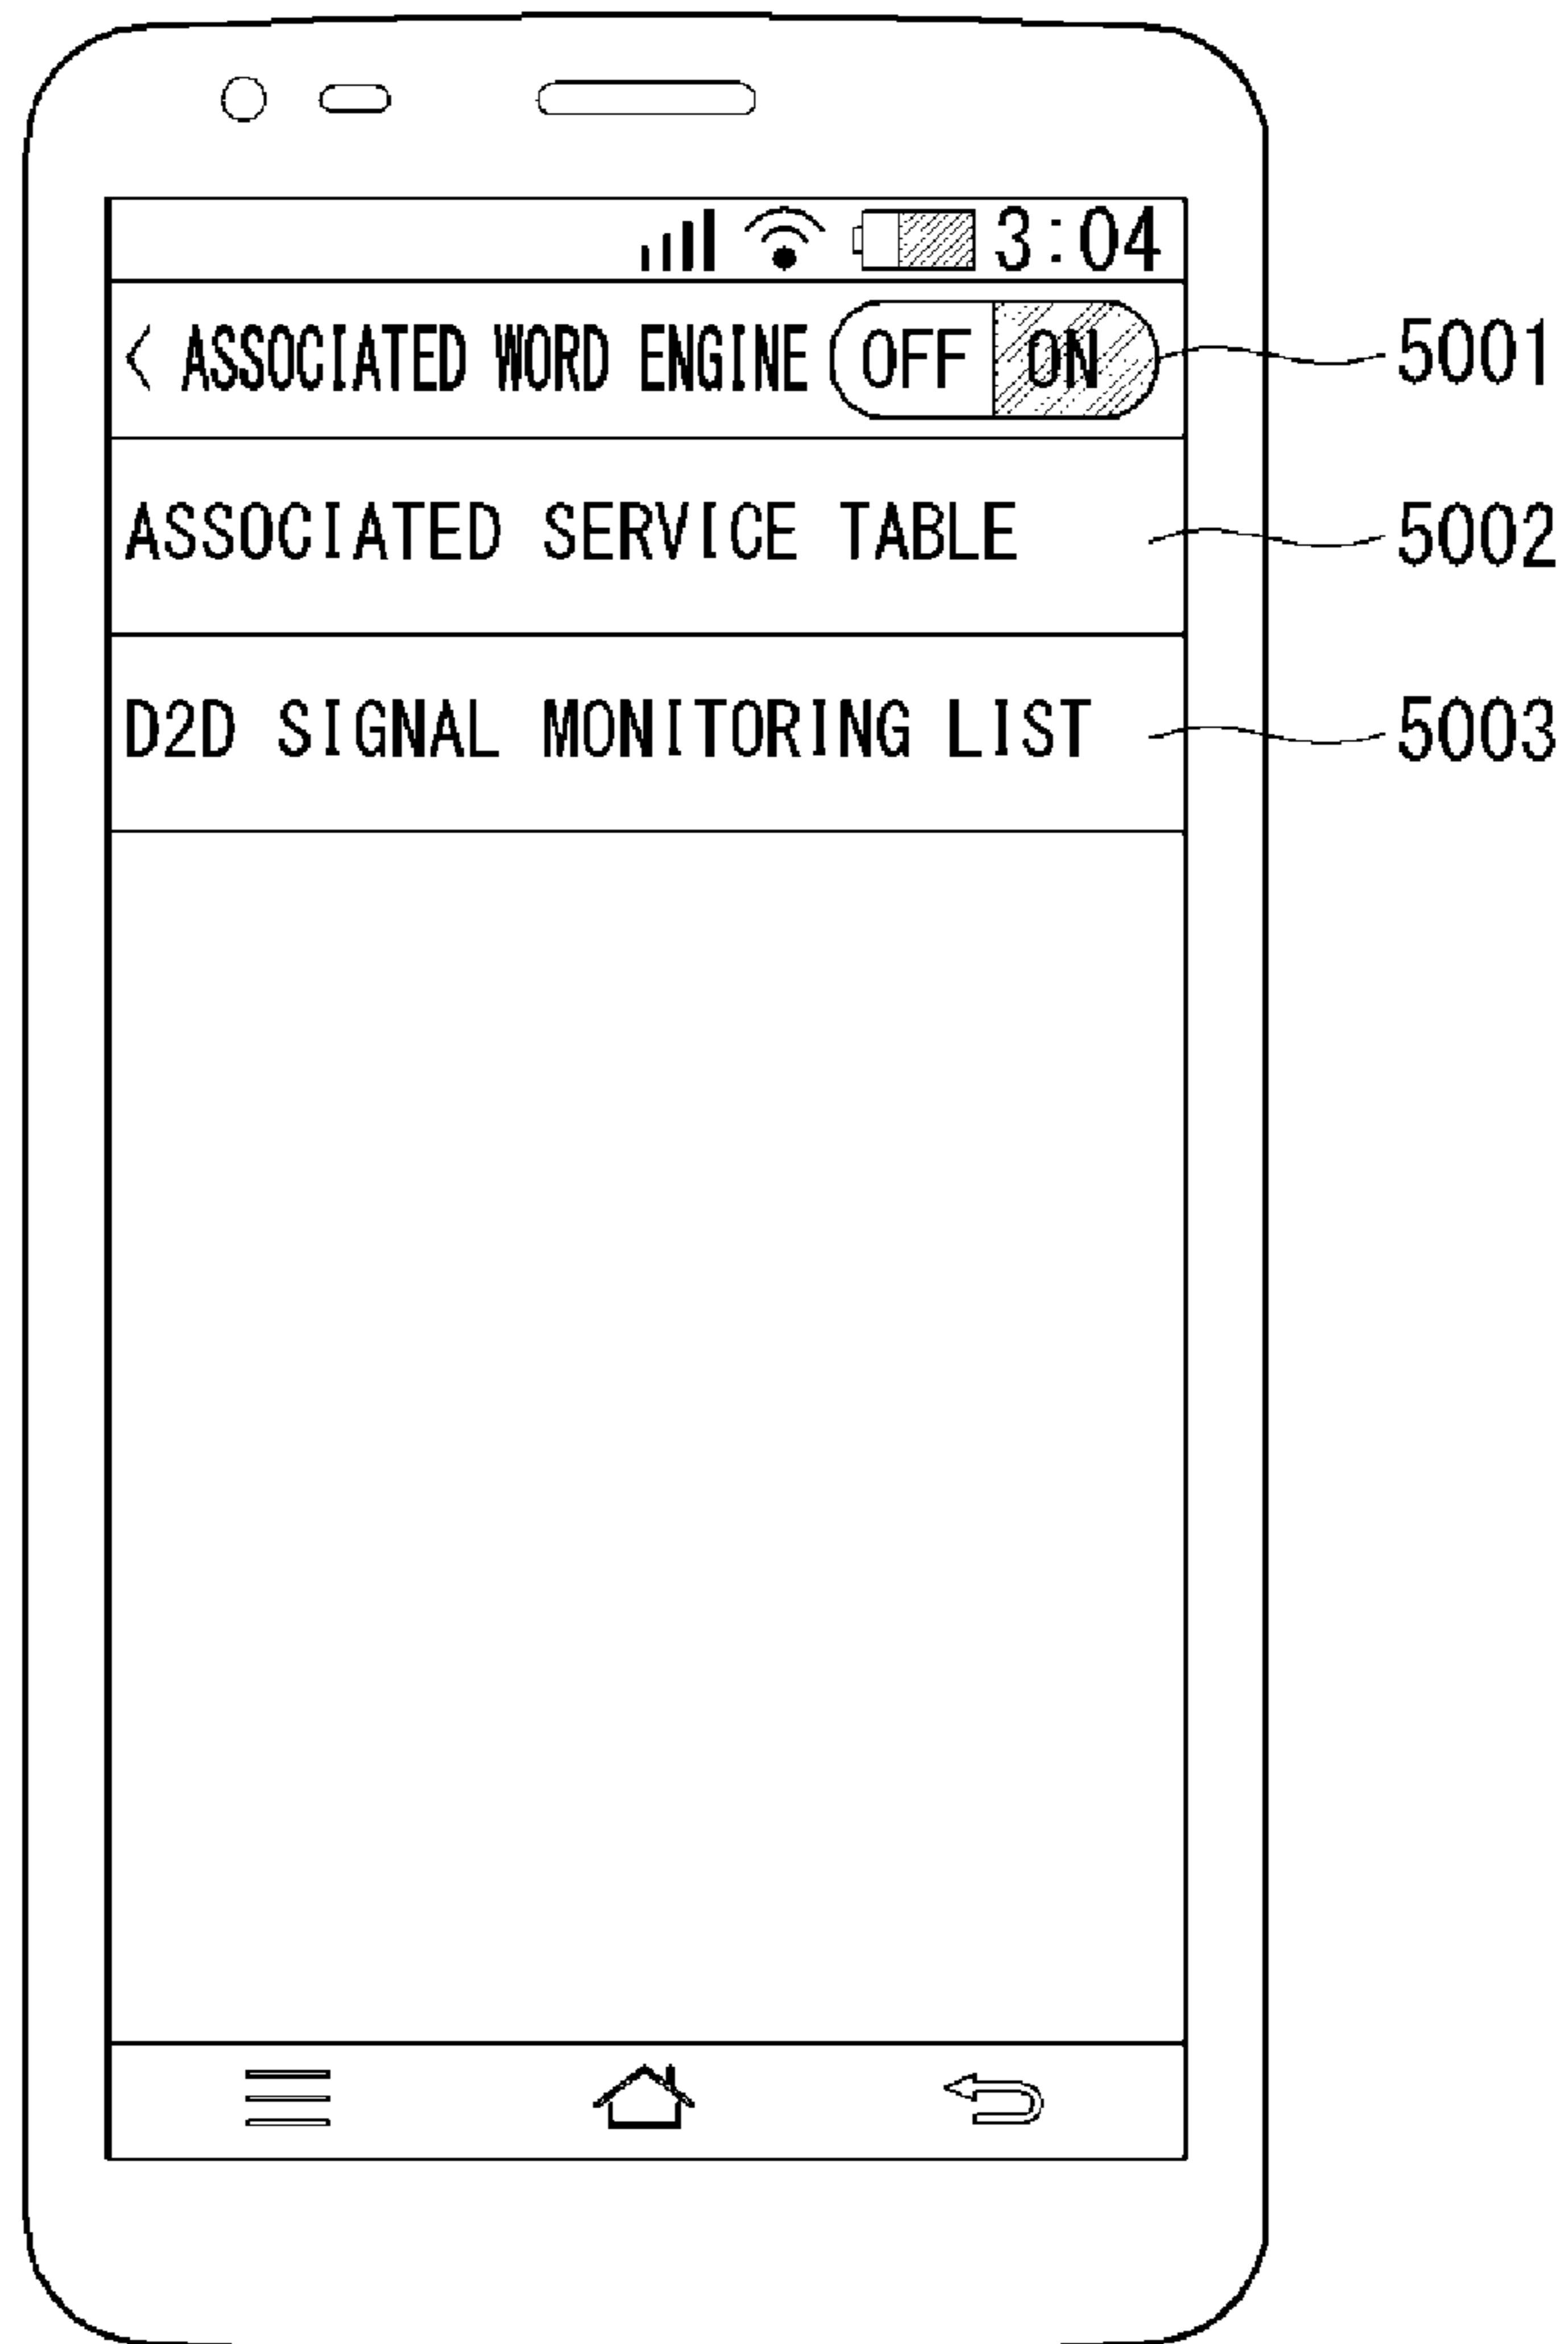 3:04
< ASSOCIATED WORD ENGINE OFF ON 5001
ASSOCIATED SERVICE TABLE 5002
D2D SIGNAL MONITORING LIST 5003